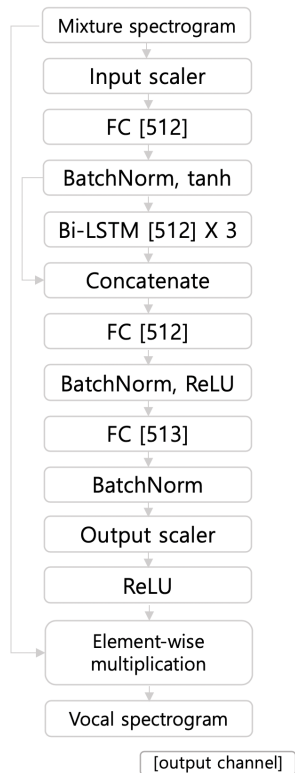 Mixture spectrogram
Input scaler
FC [512]
BatchNorm, tanh
Bi-LSTM [512] X 3
Concatenate
FC [512]
BatchNorm, ReLU
FC [513]
BatchNorm
Output scaler
ReLU
Element-wise
multiplication
Vocal spectrogram
[output channel]